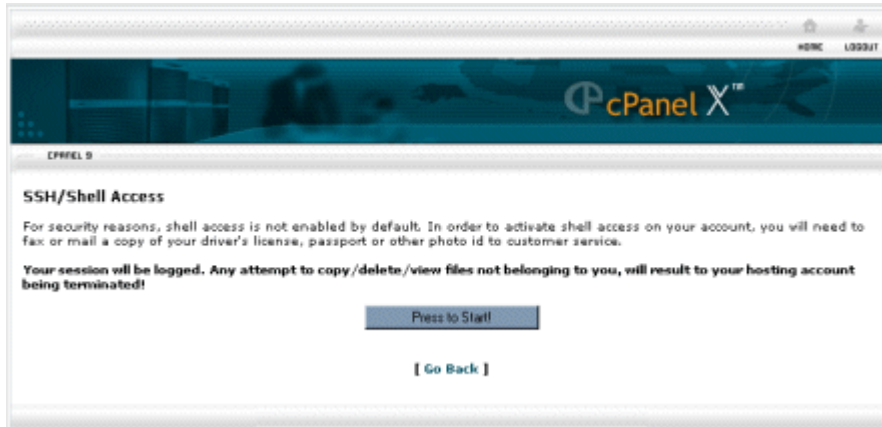 HOME LOGOUT
cPanel X™
CPANEL 9
SSH/Shell Access
For security reasons, shell access is not enabled by default. In order to activate shell access on your account, you will need to
fax or mail a copy of your driver's license, passport or other photo id to customer service.
Your session will be logged. Any attempt to copy/delete/view files not belonging to you, will result to your hosting account
being terminated!
Press to Start!
[ Go Back ]